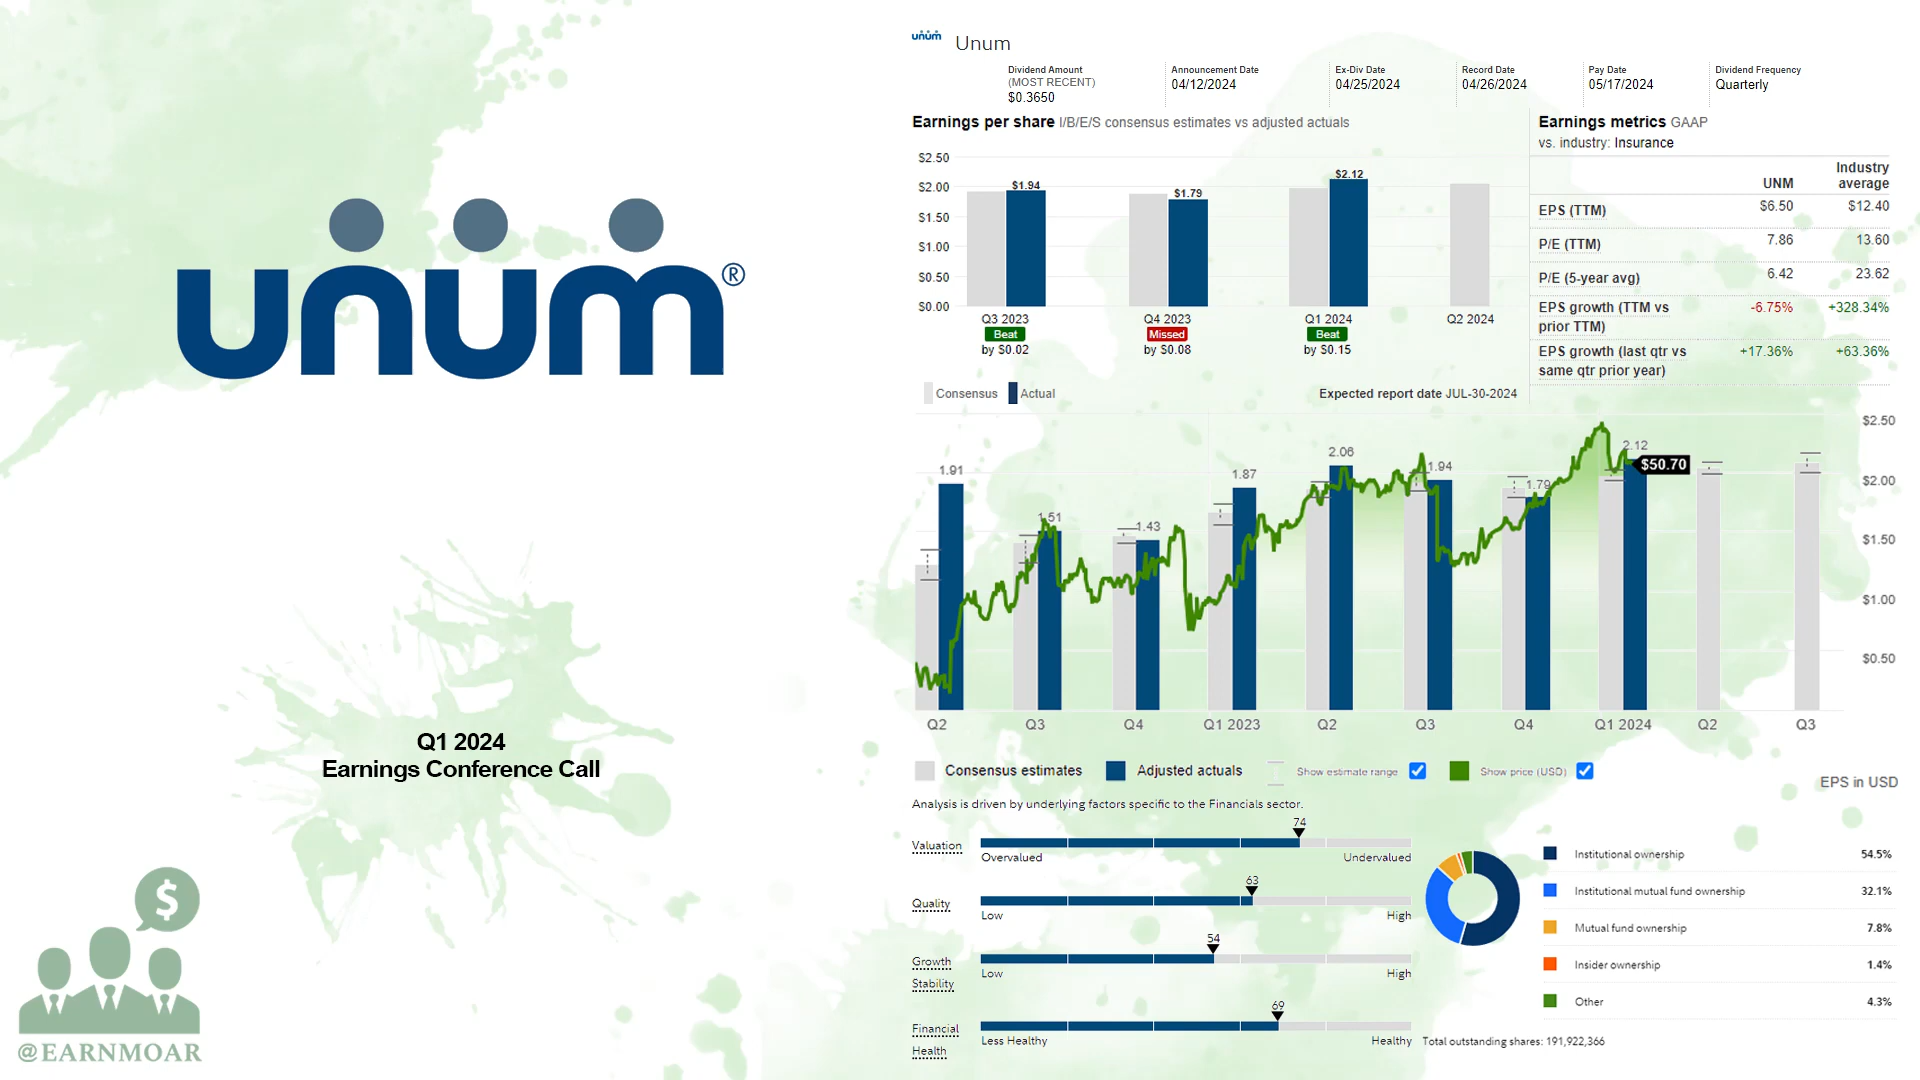 unum®
Q1 2024
Earnings Conference Call
$
@EARNMOAR
unum Unum
Dividend Amount
(MOST RECENT)
$0.3650
Announcement Date
04/12/2024
Ex-Div Date
04/25/2024
Record Date
04/26/2024
Pay Date
05/17/2024
Dividend Frequency
Quarterly
Earnings per share I/B/E/S consensus estimates vs adjusted actuals
$2.50
$2.00
$1.50
$1.00
$0.50
$0.00
$1.94
$1.79
$2.12
Q3 2023
Beat
by $0.02
Q4 2023
Missed
by $0.08
Q1 2024
Beat
by $0.15
Q2 2024
Consensus Actual
Expected report date JUL-30-2024
Earnings metrics GAAP
vs. industry: Insurance
UNM Industry average
EPS (TTM) $6.50 $12.40
P/E (TTM) 7.86 13.60
P/E (5-year avg) 6.42 23.62
EPS growth (TTM vs prior TTM) -6.75% +328.34%
EPS growth (last qtr vs same qtr prior year) +17.36% +63.36%
1.91
1.51
1.43
1.87
2.06
1.94
1.79
2.12
$50.70
$2.50
$2.00
$1.50
$1.00
$0.50
Q2 Q3 Q4 Q1 2023 Q2 Q3 Q4 Q1 2024 Q2 Q3
Consensus estimates Adjusted actuals Show estimate range Show price (USD)
EPS in USD
Analysis is driven by underlying factors specific to the Financials sector.
Valuation 74
Overvalued Undervalued
Quality 63
Low High
Growth Stability 54
Low High
Financial Health 69
Less Healthy Healthy
Institutional ownership 54.5%
Institutional mutual fund ownership 32.1%
Mutual fund ownership 7.8%
Insider ownership 1.4%
Other 4.3%
Total outstanding shares: 191,922,366